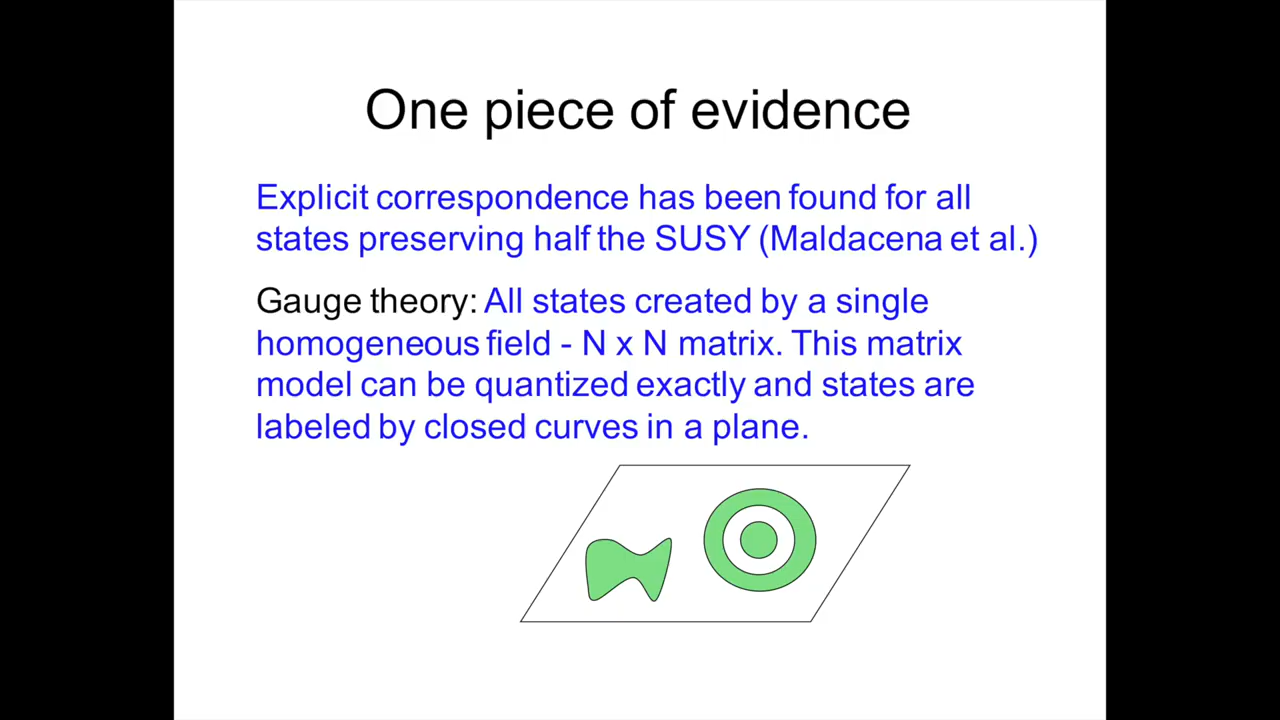 One piece of evidence
Explicit correspondence has been found for all
states preserving half the SUSY (Maldacena et al.)
Gauge theory: All states created by a single
homogeneous field - N x N matrix. This matrix
model can be quantized exactly and states are
labeled by closed curves in a plane.